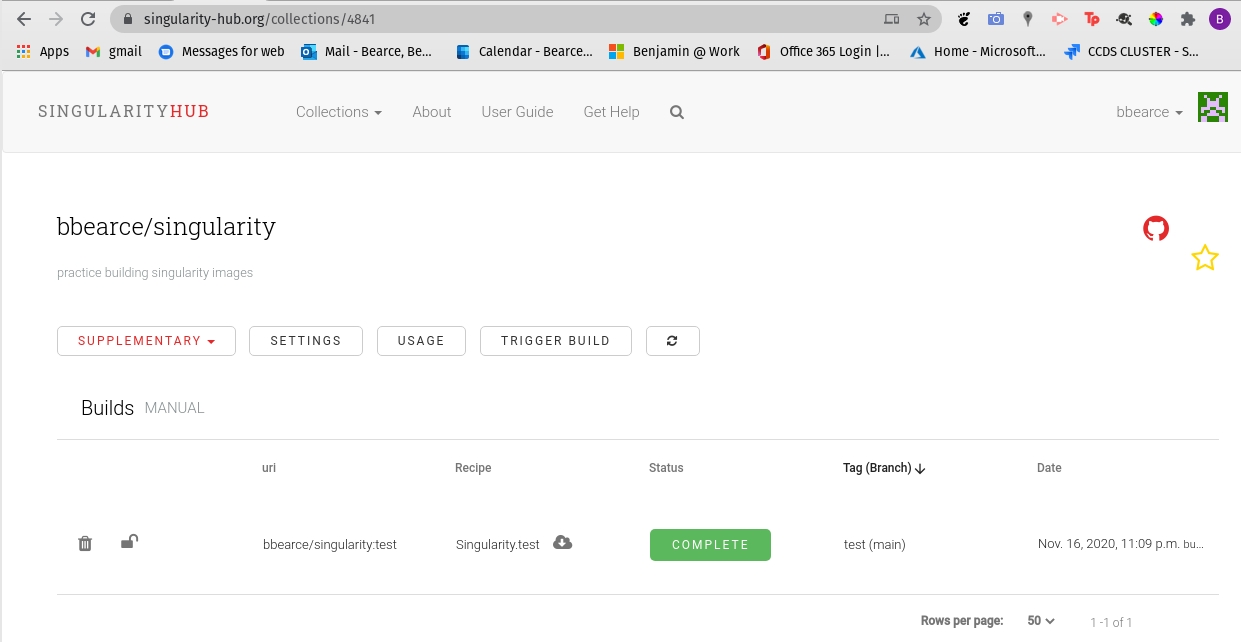 singularity-hub.org/collections/4841
Tp
B
Apps gmail Messages for web Mail - Bearce, Be... Calendar - Bearce... Benjamin @ Work Office 365 Login |... Home - Microsoft... CCDS CLUSTER - S...
SINGULARITYHUB Collections About User Guide Get Help bbearce
bbearce/singularity
practice building singularity images
SUPPLEMENTARY SETTINGS USAGE TRIGGER BUILD
Builds MANUAL
uri Recipe Status Tag (Branch) Date
bbearce/singularity:test Singularity.test COMPLETE test (main) Nov. 16, 2020, 11:09 p.m. bu...
Rows per page: 50 1 -1 of 1